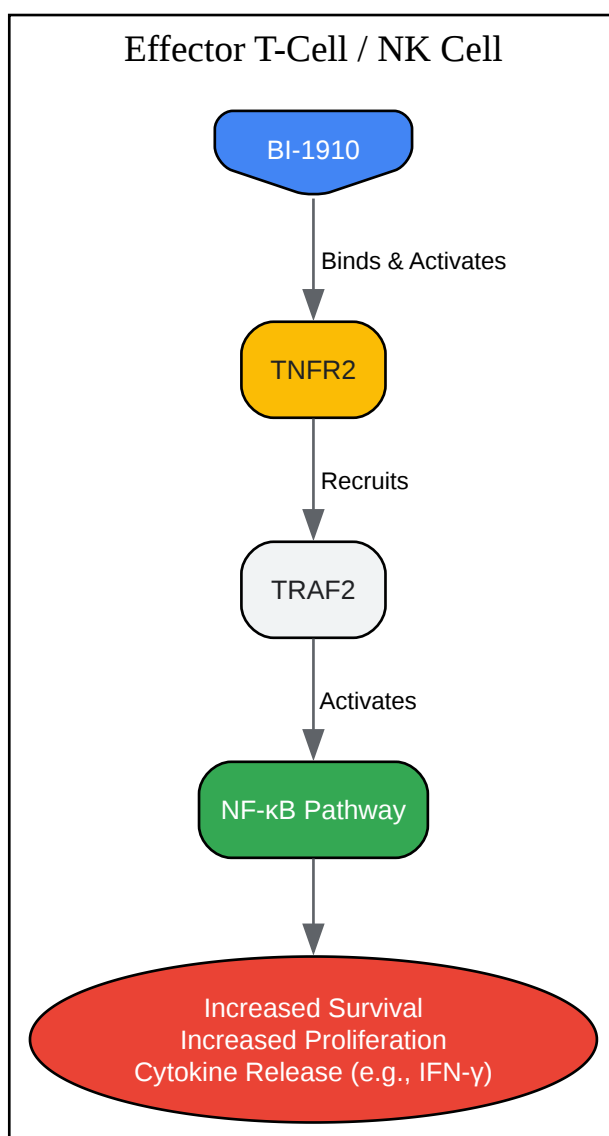 Effector T-Cell / NK Cell
BI-1910
Binds & Activates
TNFR2
Recruits
TRAF2
Activates
NF-κB Pathway
Increased Survival
Increased Proliferation
Cytokine Release (e.g., IFN-γ)